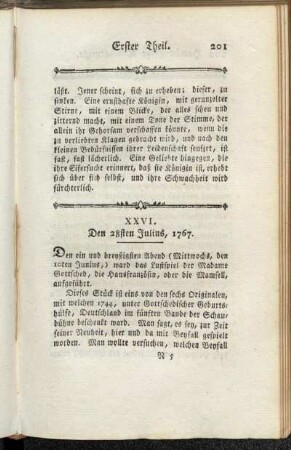 Erster Theil. 201
läßt. Jener scheint, sich zu erheben; dieser, zu
sinken. Eine ernsthafte Königin, mit gerunzelter
Stirne, mit einem Blicke, der alles scheu und
zitternd macht, mit einem Tone der Stimme, der
allein ihr Gehorsam verschaffen könnte, wenn die
zu verliebten Klagen gebracht wird, und nach den
kleinen Bedürfnissen ihrer Leidenschaft seufzet, ist
fast, fast lächerlich. Eine Geliebte hingegen, die
ihre Eifersucht erinnert, daß sie Königin ist, erhebt
sich über sich selbst, und ihre Schwachheit wird
fürchterlich.
XXVI.
Den 28sten Julius, 1767.
Den ein und dreyßigsten Abend (Mittwochs, den
10ten Junius,) ward das Lustspiel der Madame
Gottsched, die Hausfranzösin, oder die Mamsell,
aufgeführet.
Dieses Stück ist eins von den sechs Originalen,
mit welchen 1744, unter Gottschedischer Geburts-
hülfe, Deutschland im fünften Bande der Schau-
bühne beschenkt ward. Man sagt, es sey, zur Zeit
seiner Neuheit, hier und da mit Beyfall gespielt
worden. Man wollte versuchen, welchen Beyfall
N 5